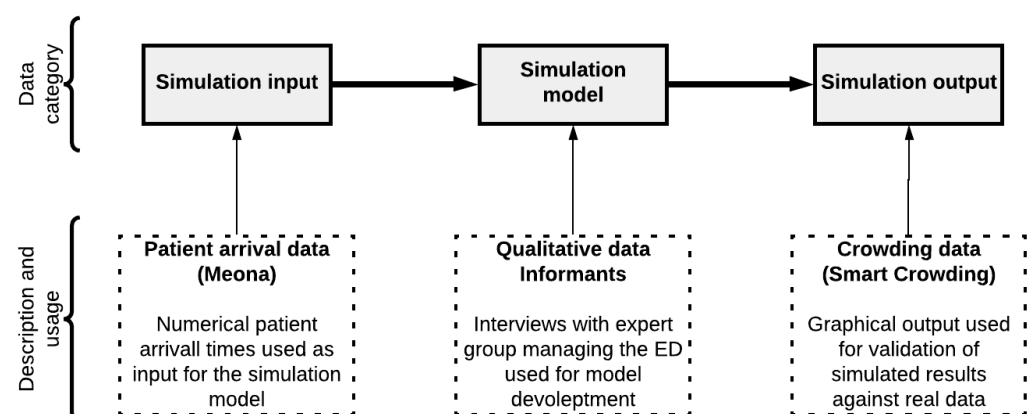 Data
category
Simulation input
Simulation
model
Simulation output
Description and
usage
Patient arrival data
(Meona)
Numerical patient
arrivall times used as
input for the simulation
model
Qualitative data
Informants
Interviews with expert
group managing the ED
used for model
devoleptment
Crowding data
(Smart Crowding)
Graphical output used
for validation of
simulated results
against real data